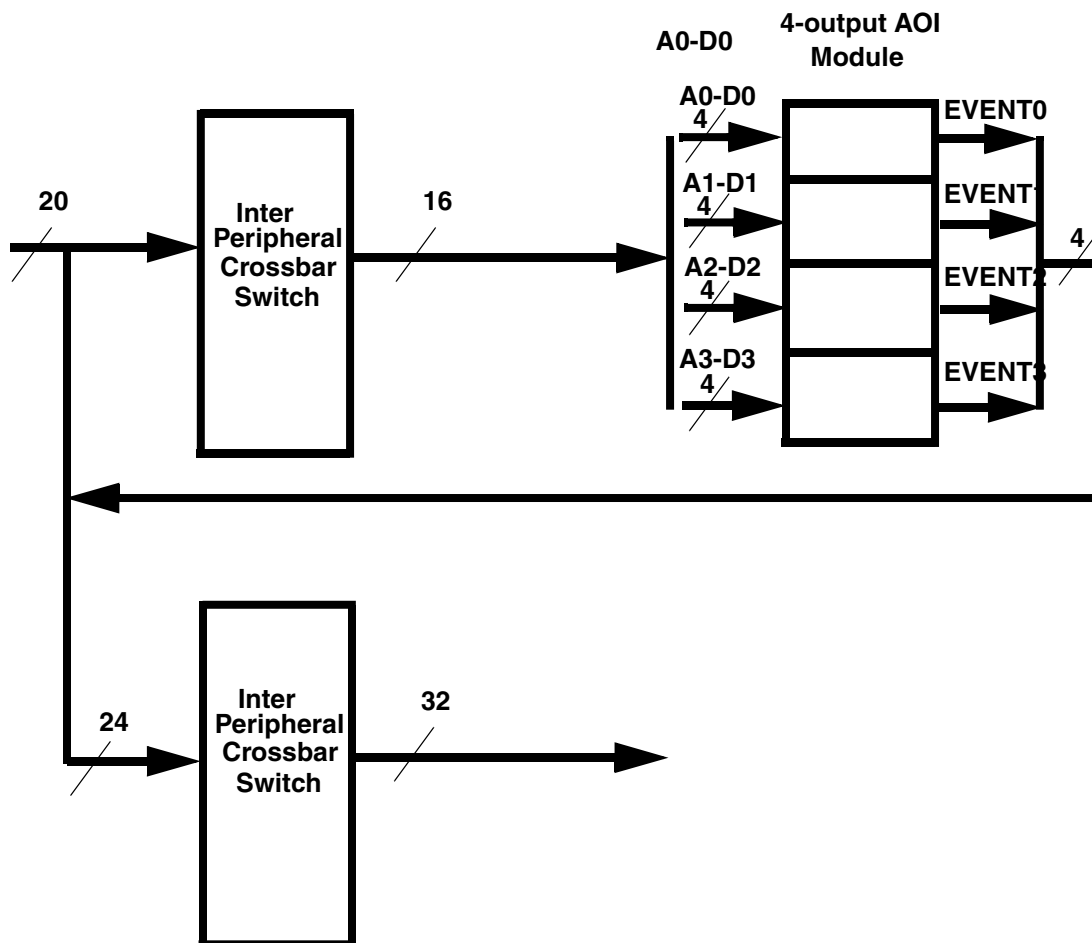 4-output AOI
Module
A0-D0
A0-D0
4
EVENT0
A1-D1
4
EVENT1
20
16
Inter
Peripheral
Crossbar
Switch
4
A2-D2
4
EVENT2
A3-D3
4
EVENT3
24
32
Inter
Peripheral
Crossbar
Switch